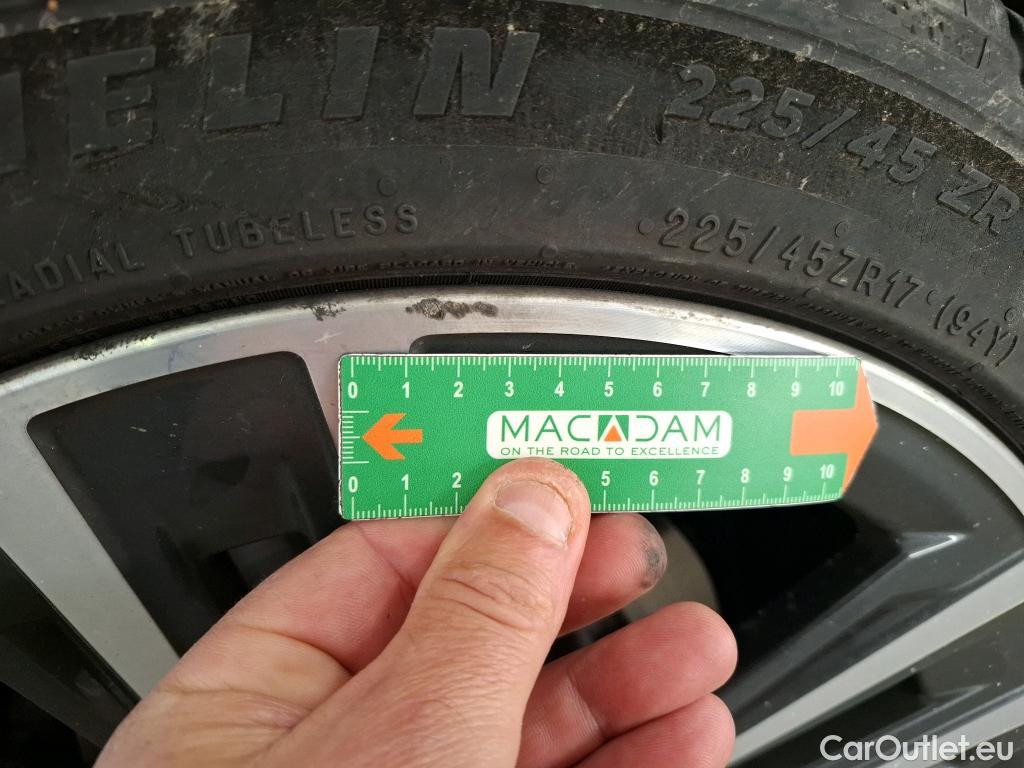 ELIN 225/45 ZR
RADIAL TUBELESS
225/45ZR17 (94Y)
0 1 2 3 4 5 6 7 8 9 10
MACADAM
ON THE ROAD TO EXCELLENCE
0 1 2 5 6 7 8 9 10
CarOutlet.eu